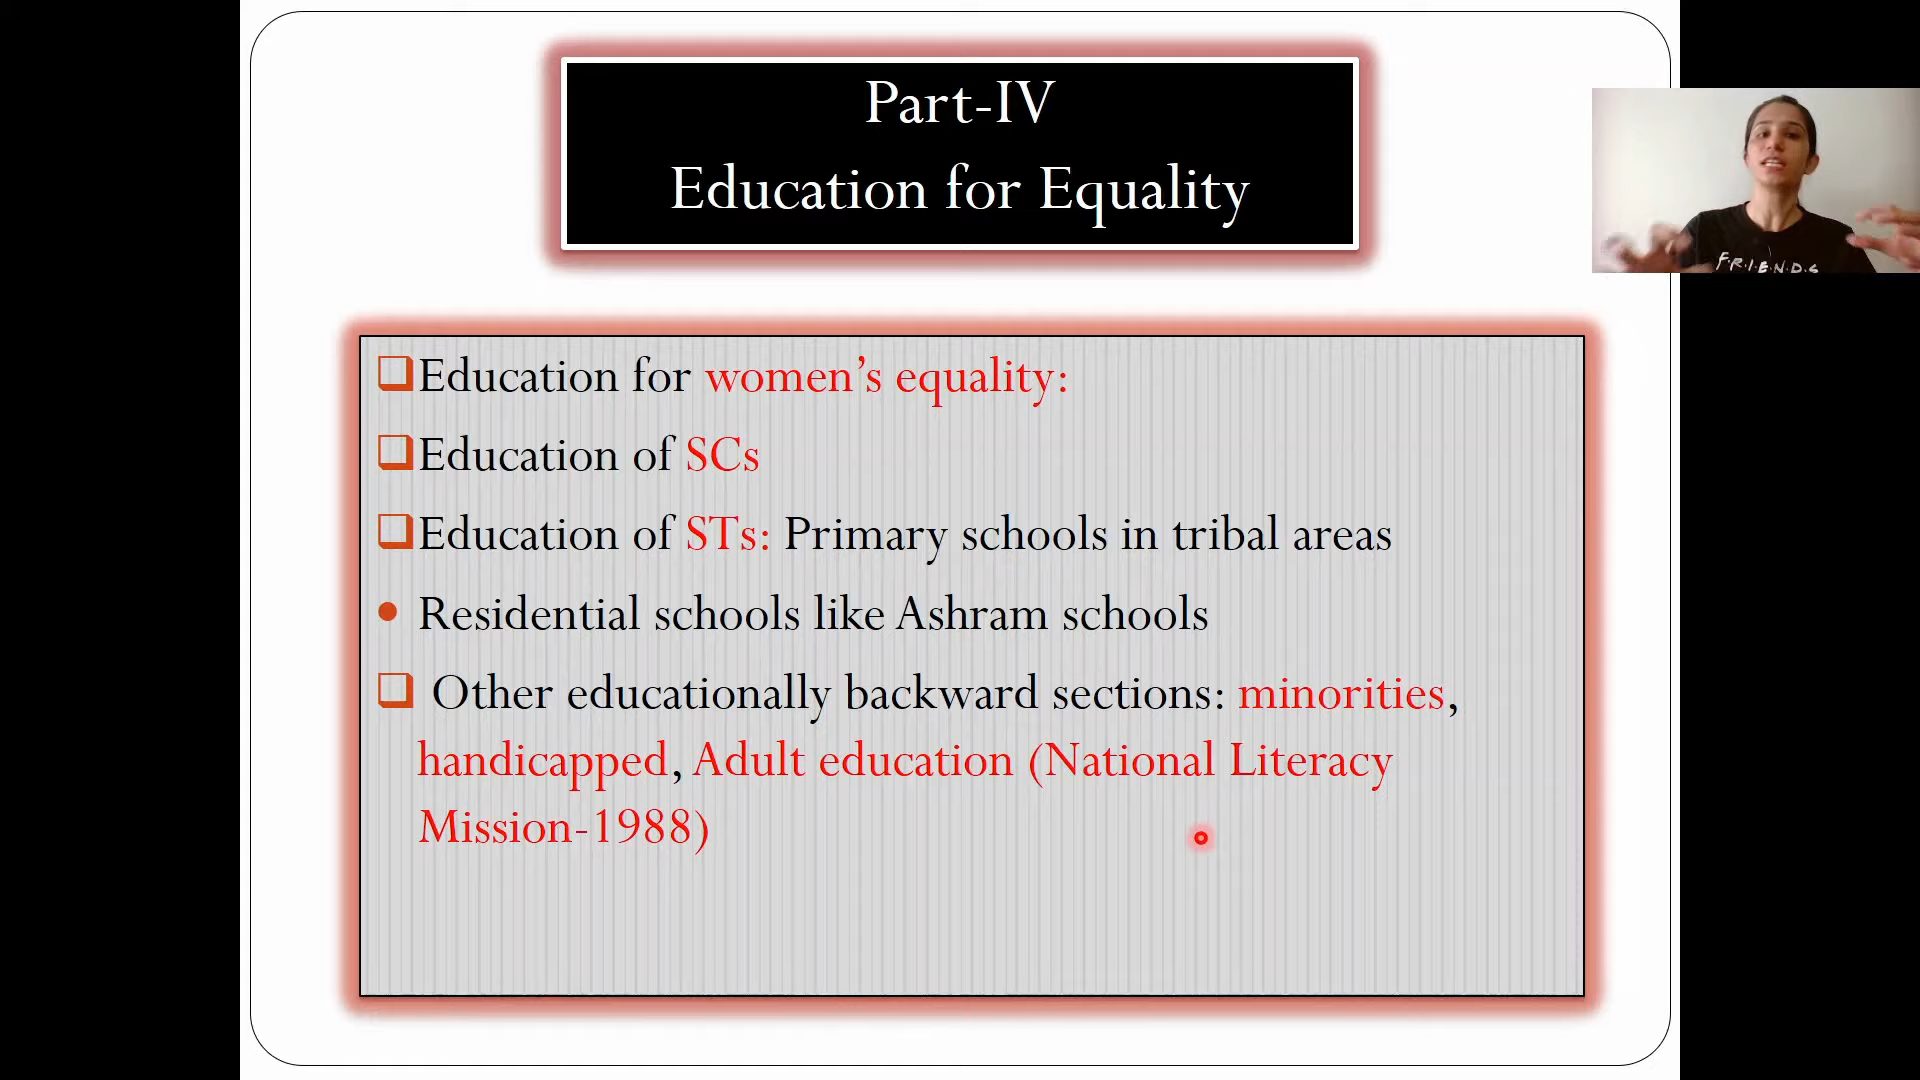 Part-IV
Education for Equality
F•R•I•E•N•D•S
Education for women’s equality:
Education of SCs
Education of STs: Primary schools in tribal areas
Residential schools like Ashram schools
Other educationally backward sections: minorities,
handicapped, Adult education (National Literacy
Mission-1988)